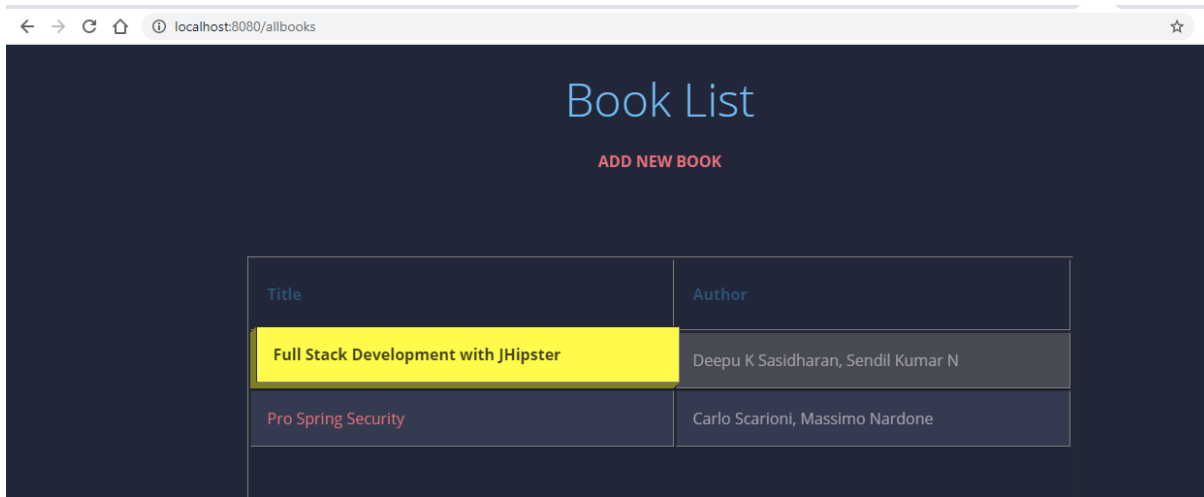 localhost:8080/allbooks
Book List
ADD NEW BOOK
Title Author
Full Stack Development with JHipster Deepu K Sasidharan, Sendil Kumar N
Pro Spring Security Carlo Scarioni, Massimo Nardone